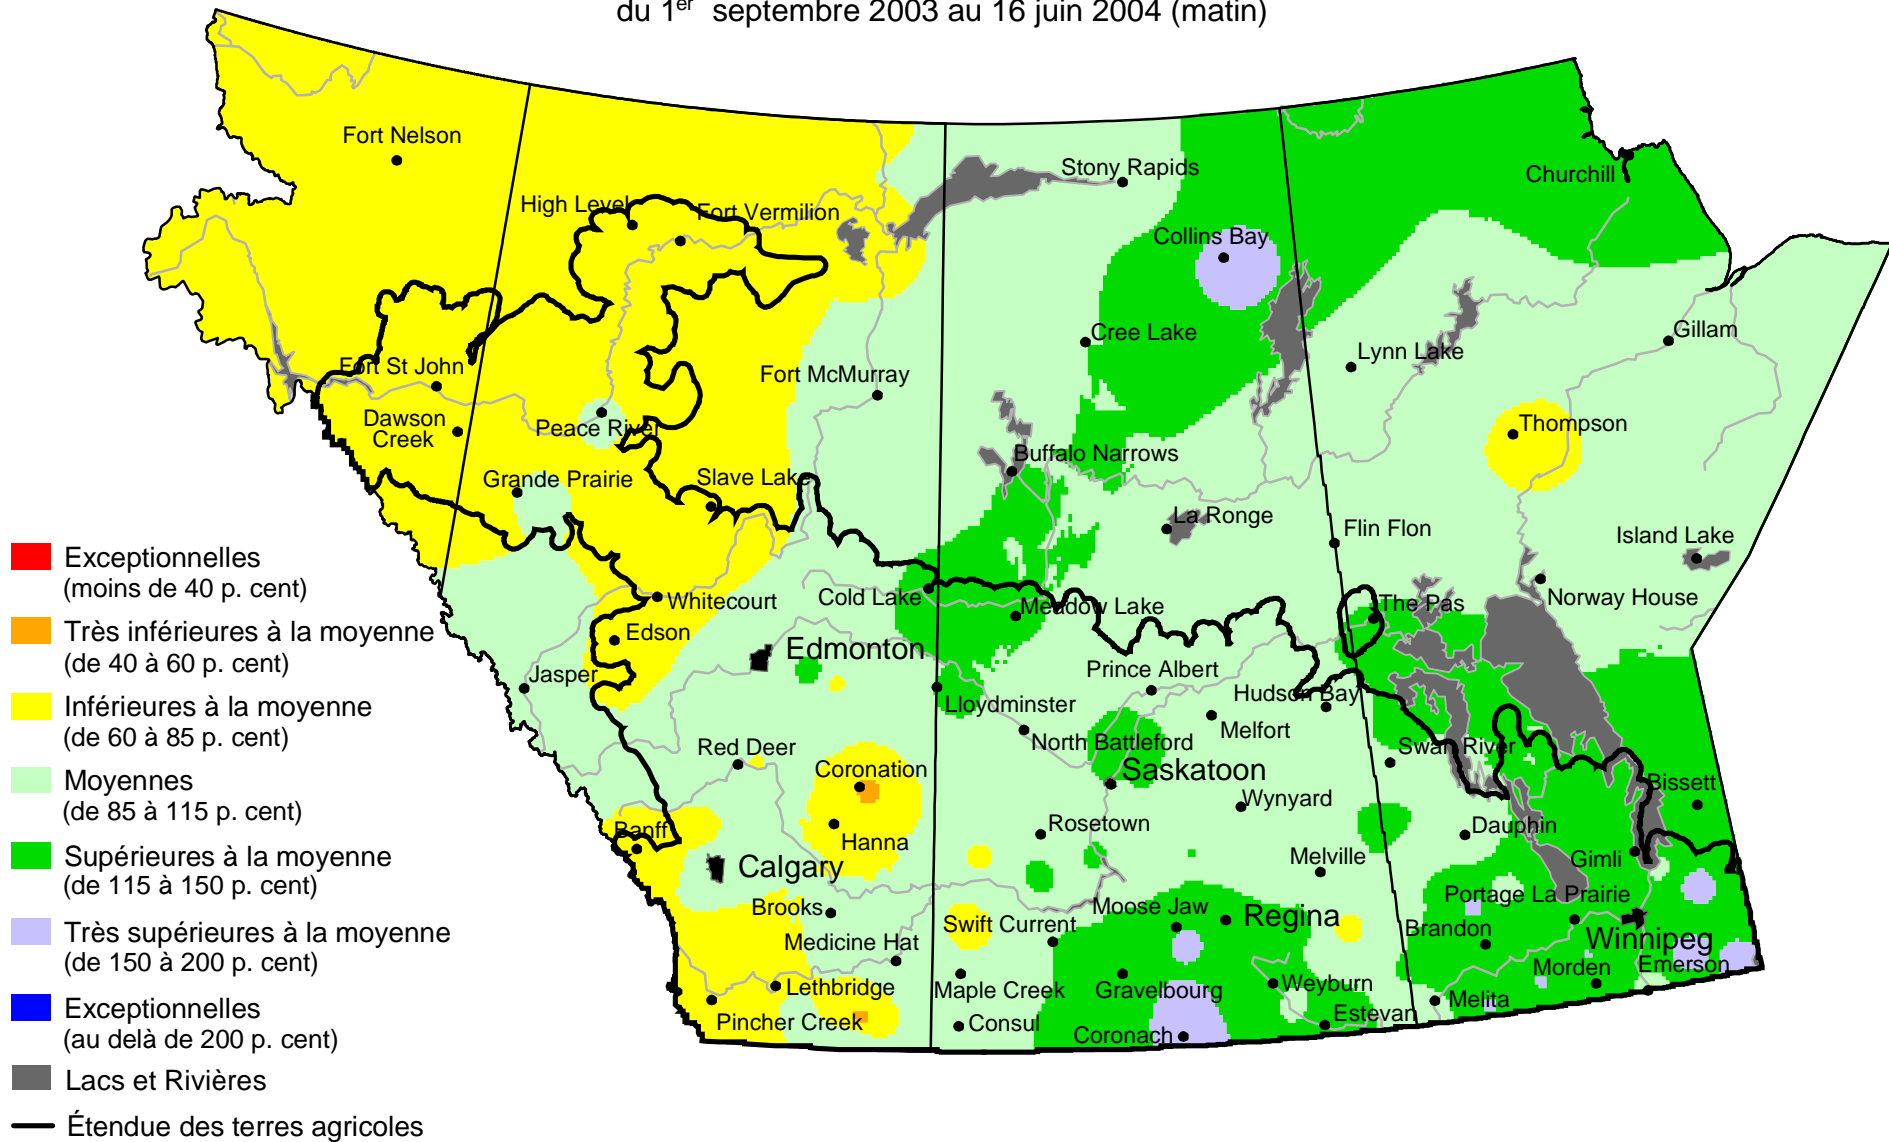 du 1er septembre 2003 au 16 juin 2004 (matin)
Fort Nelson
High Level
Fort Vermilion
Stony Rapids
Churchill
Collins Bay
Fort St John
Fort McMurray
Cree Lake
Lynn Lake
Gillam
Dawson
Creek
Peace River
Thompson
Grande Prairie
Slave Lake
Buffalo Narrows
La Ronge
Flin Flon
Island Lake
Whitecourt
Cold Lake
Meadow Lake
The Pas
Norway House
Edson
Edmonton
Jasper
Prince Albert
Hudson Bay
Lloydminster
Melfort
North Battleford
Swan River
Red Deer
Coronation
Saskatoon
Bissett
Wynyard
Banff
Hanna
Rosetown
Dauphin
Calgary
Melville
Gimli
Brooks
Portage La Prairie
Moose Jaw
Regina
Swift Current
Brandon
Winnipeg
Medicine Hat
Morden
Emerson
Lethbridge
Maple Creek
Gravelbourg
Weyburn
Melita
Pincher Creek
Consul
Coronach
Estevan
Exceptionnelles
(moins de 40 p. cent)
Très inférieures à la moyenne
(de 40 à 60 p. cent)
Inférieures à la moyenne
(de 60 à 85 p. cent)
Moyennes
(de 85 à 115 p. cent)
Supérieures à la moyenne
(de 115 à 150 p. cent)
Très supérieures à la moyenne
(de 150 à 200 p. cent)
Exceptionnelles
(au delà de 200 p. cent)
Lacs et Rivières
Étendue des terres agricoles